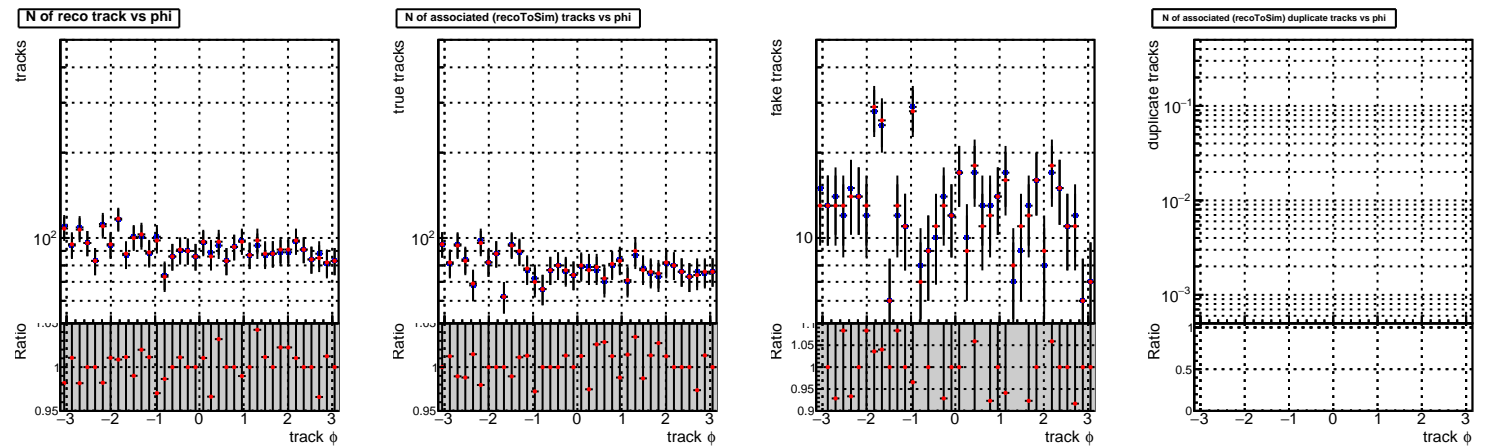 N of reco track vs phi
tracks
10²
Ratio
1.05
1
0.95
−3 −2 −1 0 1 2 3
track ϕ
N of associated (recoToSim) tracks vs phi
true tracks
10²
Ratio
1.05
1
0.95
−3 −2 −1 0 1 2 3
track ϕ
fake tracks
10
Ratio
1.1
1.05
1
0.95
0.9
−3 −2 −1 0 1 2 3
track ϕ
N of associated (recoToSim) duplicate tracks vs phi
duplicate tracks
10⁻¹
10⁻²
10⁻³
Ratio
1
0.5
0
−3 −2 −1 0 1 2 3
track ϕ